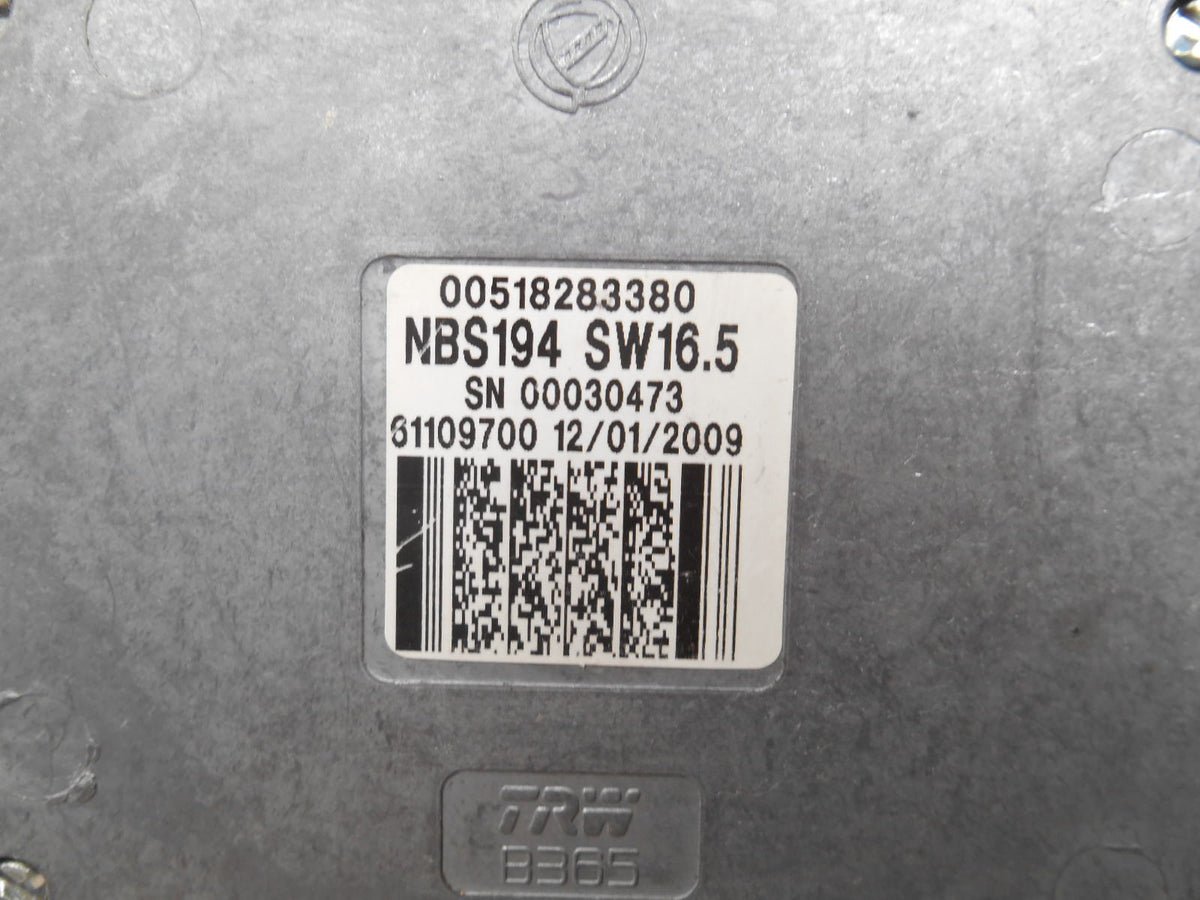 00518283380
NBS194 SW16.5
SN 00030473
61109700 12/01/2009
TRW
B365